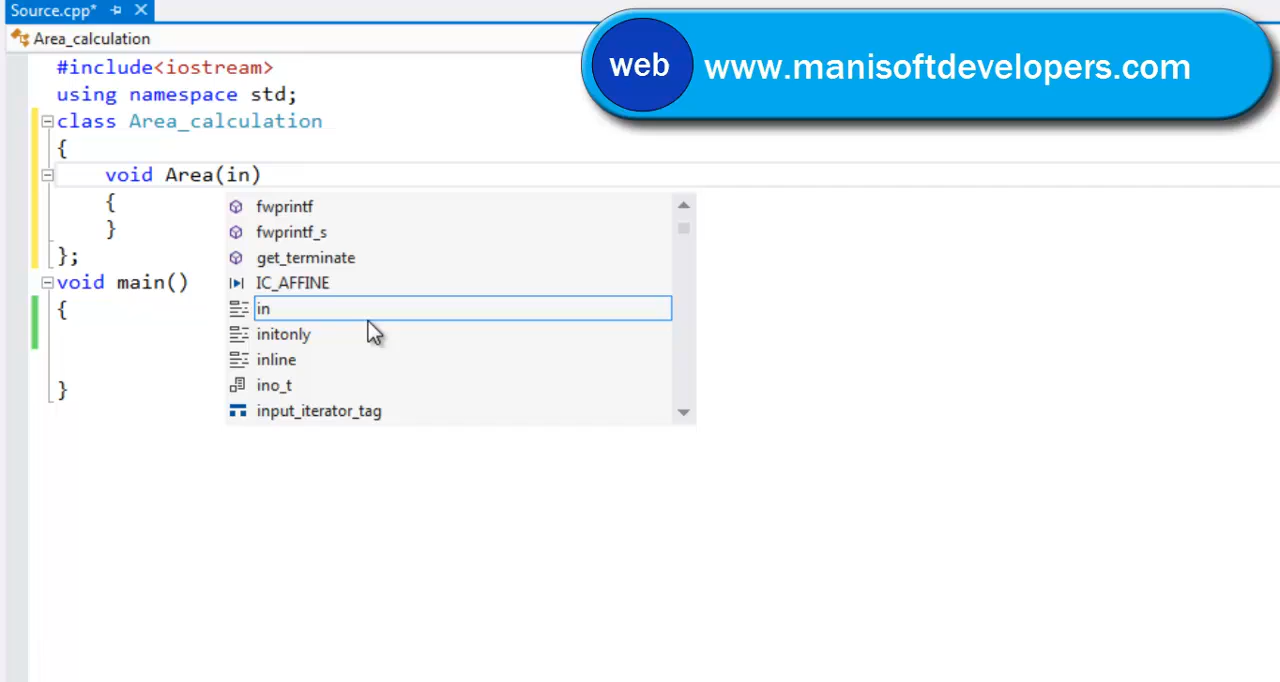 Source.cpp*
Area_calculation
web www.manisoftdevelopers.com
#include<iostream>
using namespace std;
class Area_calculation
{
void Area(in)
{
}
};
void main()
{
}
fwprintf
fwprintf_s
get_terminate
IC_AFFINE
in
initonly
inline
ino_t
input_iterator_tag